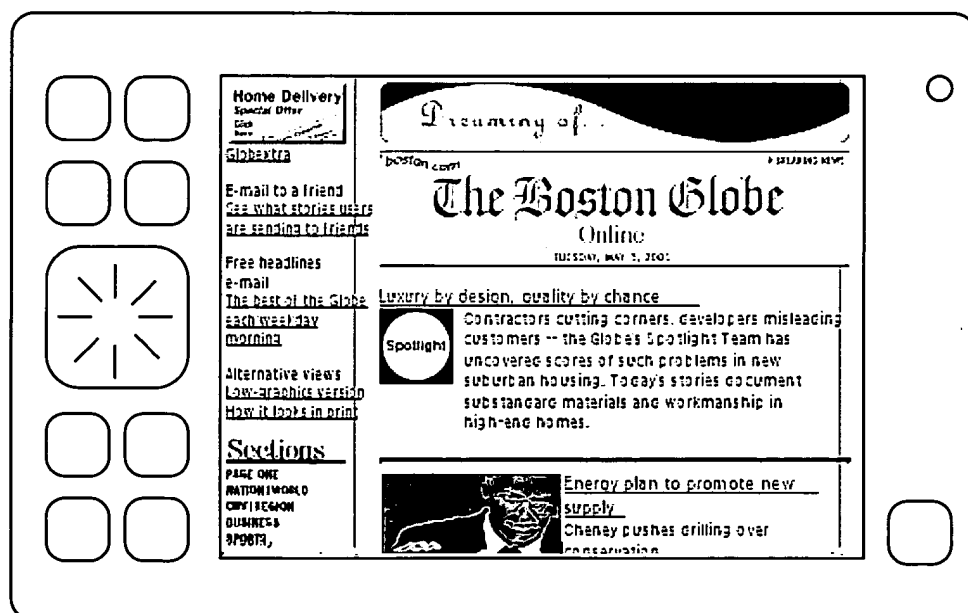 Home Delivery
Special Offer
Click
here
Globextra
E-mail to a friend
See what stories users
are sending to friends
Free headlines
e-mail
The best of the Globe
each weekday
morning
Alternative views
Low-graphics version
How it looks in print
Sections
PAGE ONE
NATION | WORLD
CITY | REGION
BUSINESS
SPORTS
Dreaming of...
boston.com
BREAKING NEWS
The Boston Globe
Online
TUESDAY, MAY 2001
Luxury by design, quality by chance
Spotlight
Contractors cutting corners, developers misleading
customers -- the Globe's Spotlight Team has
uncovered scores of such problems in new
suburban housing. Today's stories document
substandard materials and workmanship in
high-end homes.
Energy plan to promote new
supply
Cheney pushes drilling over
conservation